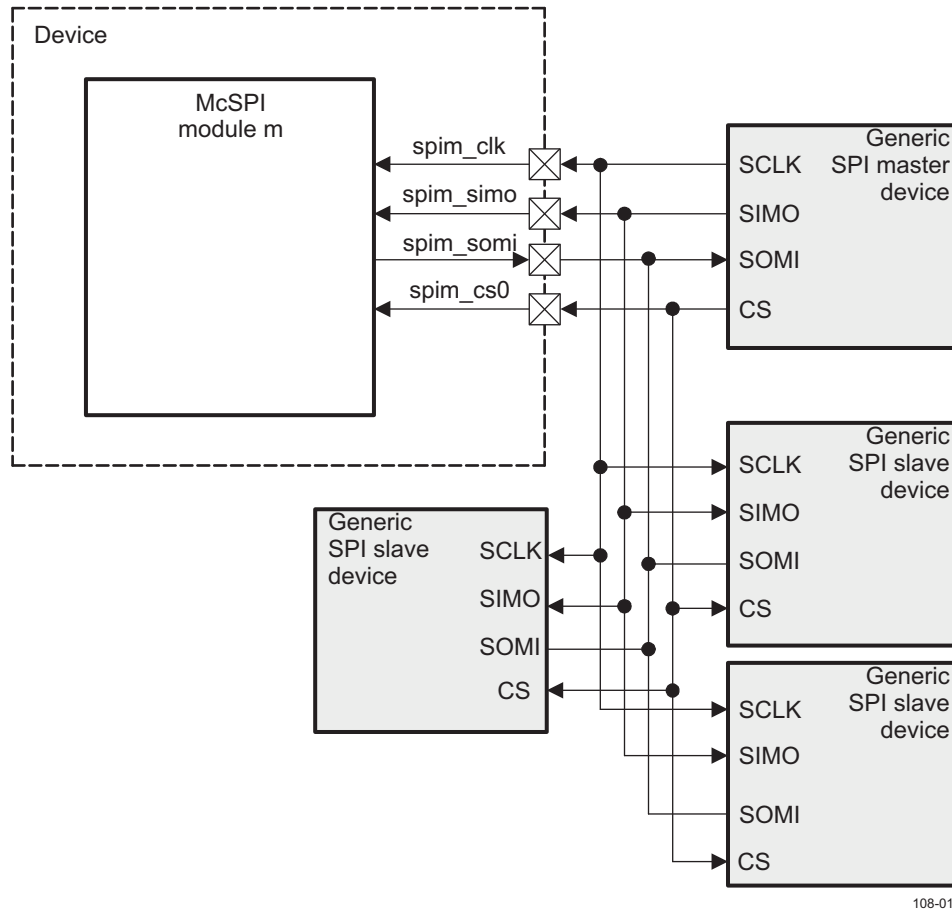 Device
McSPI
module m
spim_clk
spim_simo
spim_somi
spim_cs0
Generic
SPI master
device
SCLK
SIMO
SOMI
CS
Generic
SPI slave
device
SCLK
SIMO
SOMI
CS
Generic
SPI slave
device
SCLK
SIMO
SOMI
CS
Generic
SPI slave
device
SCLK
SIMO
SOMI
CS
108-01